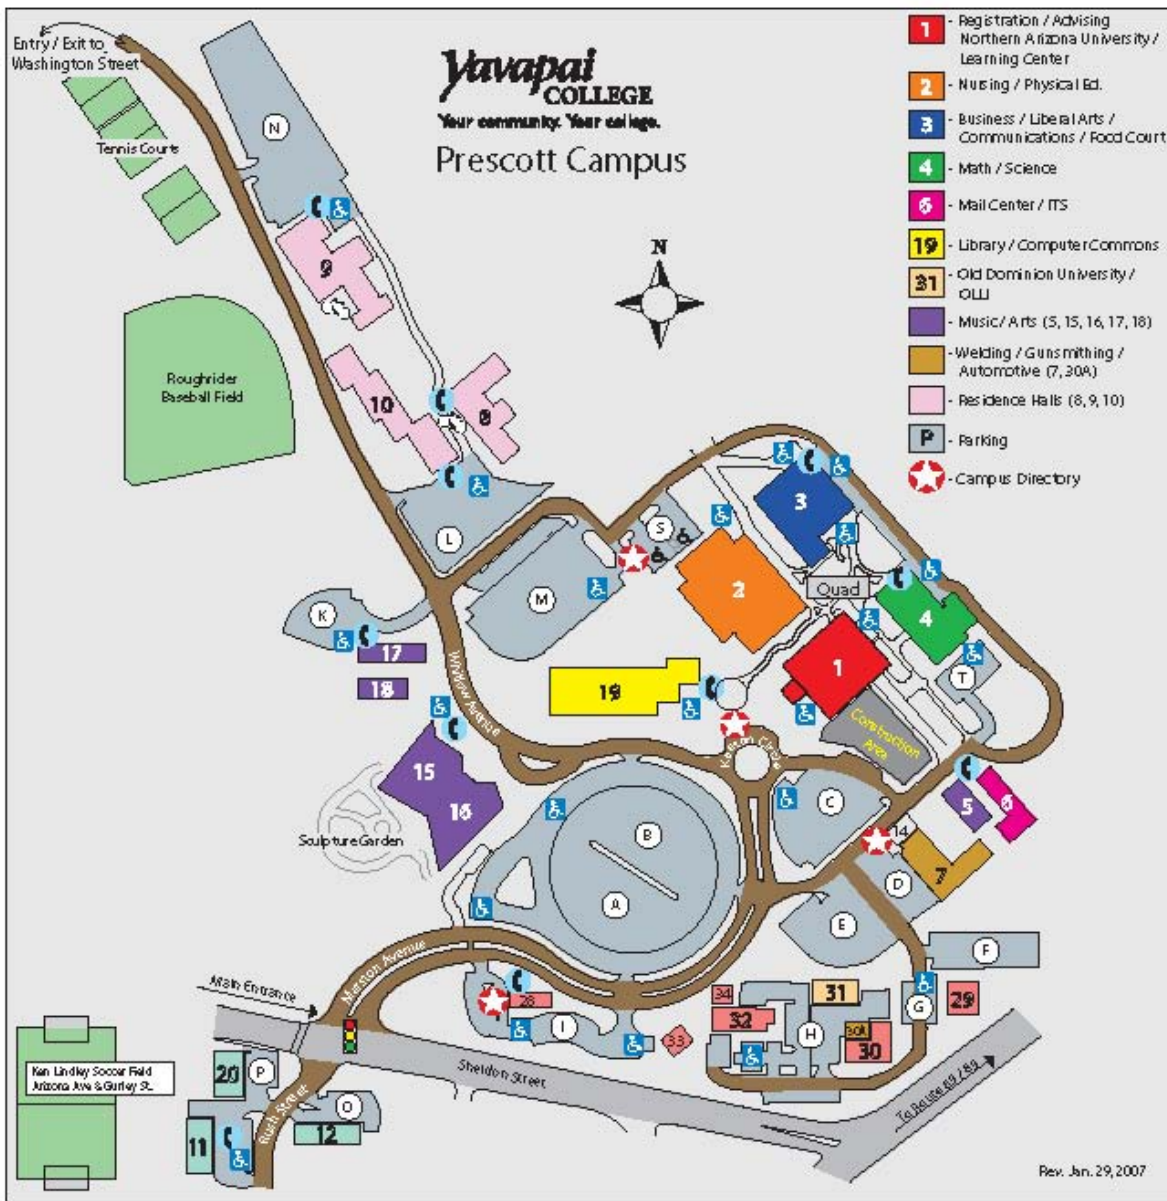 Entry / Exit to
Washington Street
Tennis Courts
N
Yavapai
COLLEGE
Your community. Your college.
Prescott Campus
N
1 - Registration / Advising
Northern Arizona University /
Learning Center
2 - Nursing / Physical Ed.
3 - Business / Liberal Arts /
Communications / Food Court
4 - Math / Science
6 - Mail Center / ITS
19 - Library / Computer Commons
31 - Old Dominion University /
OLLI
- Music / Arts (5, 15, 16, 17, 18)
- Welding / Gunsmithing /
Automotive (7, 30A)
- Residence Halls (8, 9, 10)
P - Parking
- Campus Directory
9
Roughrider
Baseball Field
10
8
3
S
L
M
2
Quad
4
K
17
18
19
1
T
Willow Avenue
Construction
Area
15
16
Sculpture Garden
Keeton Circle
C
5
6
B
A
14
7
D
E
F
Marston Avenue
Main Entrance
28
I
34
32
33
31
H
30A
30
G
29
Ken Lindley Soccer Field
Arizona Ave & Gurley St.
20
P
Sheldon Street
To Route 69 / 89
Ruth Street
O
12
11
Rev. Jan. 29, 2007